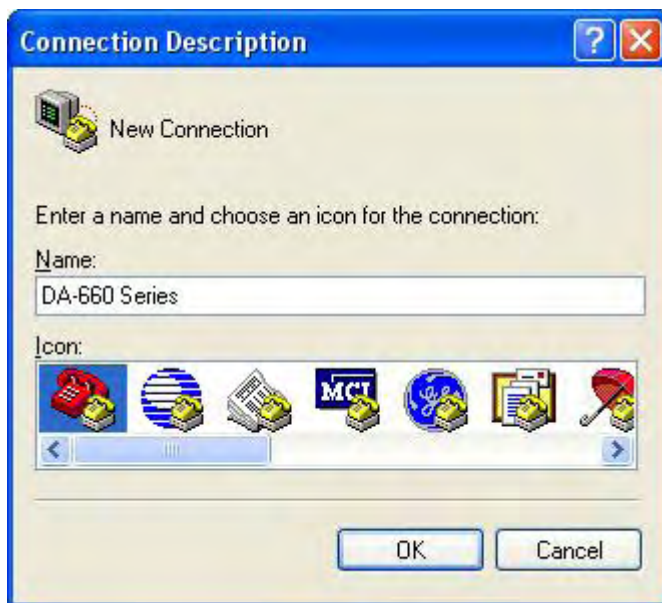 Connection Description
New Connection
Enter a name and choose an icon for the connection:
Name:
DA-660 Series
Icon:
MCI
OK Cancel